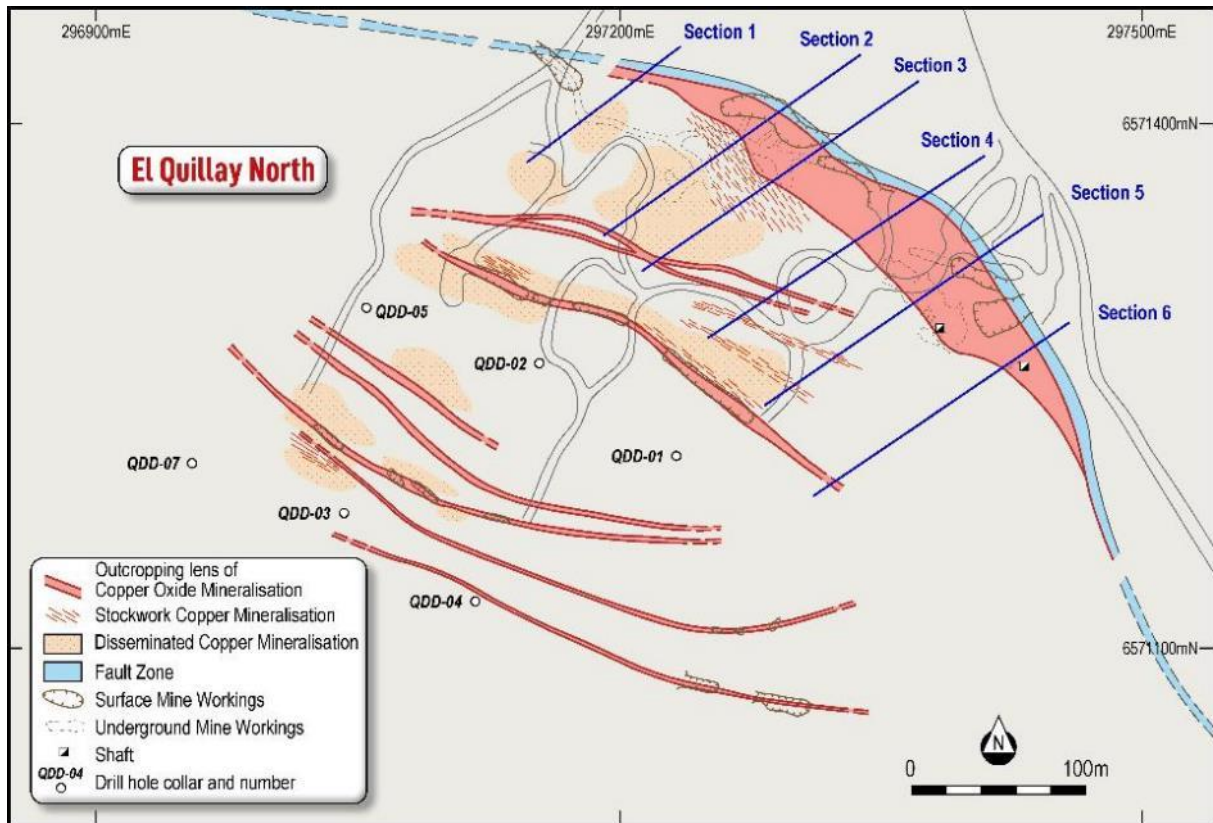 296900mE
297200mE
297500mE
Section 1
Section 2
Section 3
6571400mN
Section 4
El Quillay North
Section 5
QDD-05
Section 6
QDD-02
QDD-01
QDD-07
QDD-03
Outcropping lens of
Copper Oxide Mineralisation
QDD-04
Stockwork Copper Mineralisation
Disseminated Copper Mineralisation
6571100mN
Fault Zone
Surface Mine Workings
Underground Mine Workings
Shaft
QDD-04
Drill hole collar and number
N
0 100m